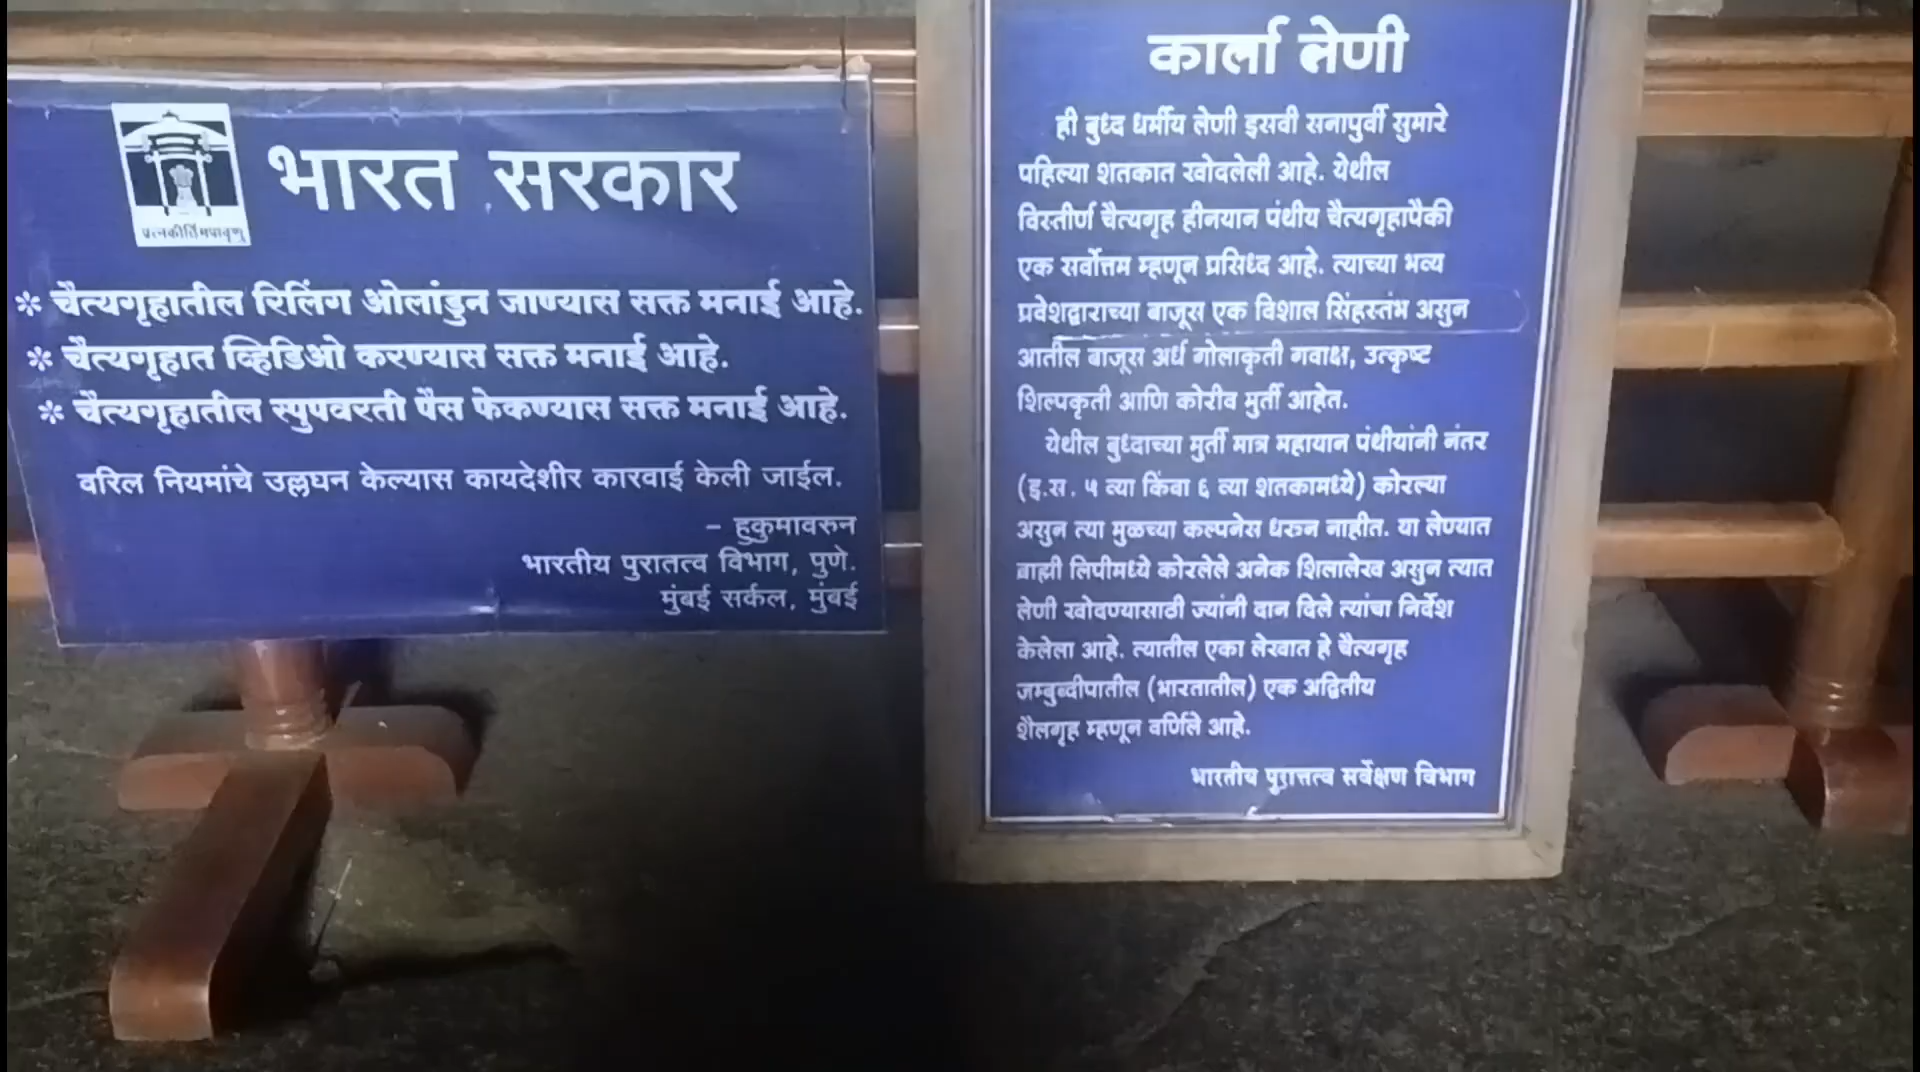 प्रत्नकीर्तिमपावृणु
भारत सरकार
* चैत्यगृहातील रिलिंग ओलांडुन जाण्यास सक्त मनाई आहे.
* चैत्यगृहात व्हिडिओ करण्यास सक्त मनाई आहे.
* चैत्यगृहातील स्पुपवरती पैस फेकण्यास सक्त मनाई आहे.
वरिल नियमांचे उल्लघन केल्यास कायदेशीर कारवाई केली जाईल.
– हुकुमावरुन
भारतीय पुरातत्व विभाग, पुणे.
मुंबई सर्कल, मुंबई
कार्ला लेणी
ही बुध्द धर्मीय लेणी इसवी सनापुर्वी सुमारे
पहिल्या शतकात खोदलेली आहे. येथील
विस्तीर्ण चैत्यगृह हीनयान पंथीय चैत्यगृहापैकी
एक सर्वोत्तम म्हणून प्रसिध्द आहे. त्याच्या भव्य
प्रवेशद्वाराच्या बाजूस एक विशाल सिंहस्तंभ असुन
आतील बाजूस अर्ध गोलाकृती गवाक्ष, उत्कृष्ट
शिल्पकृती आणि कोरीव मुर्ती आहेत.
येथील बुध्दाच्या मुर्ती मात्र महायान पंथीयांनी नंतर
(इ.स. ५ व्या किंवा ६ व्या शतकामध्ये) कोरल्या
असुन त्या मुळच्या कल्पनेस धरुन नाहीत. या लेण्यात
ब्राह्मी लिपीमध्ये कोरलेले अनेक शिलालेख असुन त्यात
लेणी खोदण्यासाठी ज्यांनी दान दिले त्यांचा निर्देश
केलेला आहे. त्यातील एका लेखात हे चैत्यगृह
जम्बुब्दीपातील (भारतातील) एक अद्वितीय
शैलगृह म्हणून वर्णिले आहे.
भारतीय पुरात्तत्व सर्वेक्षण विभाग